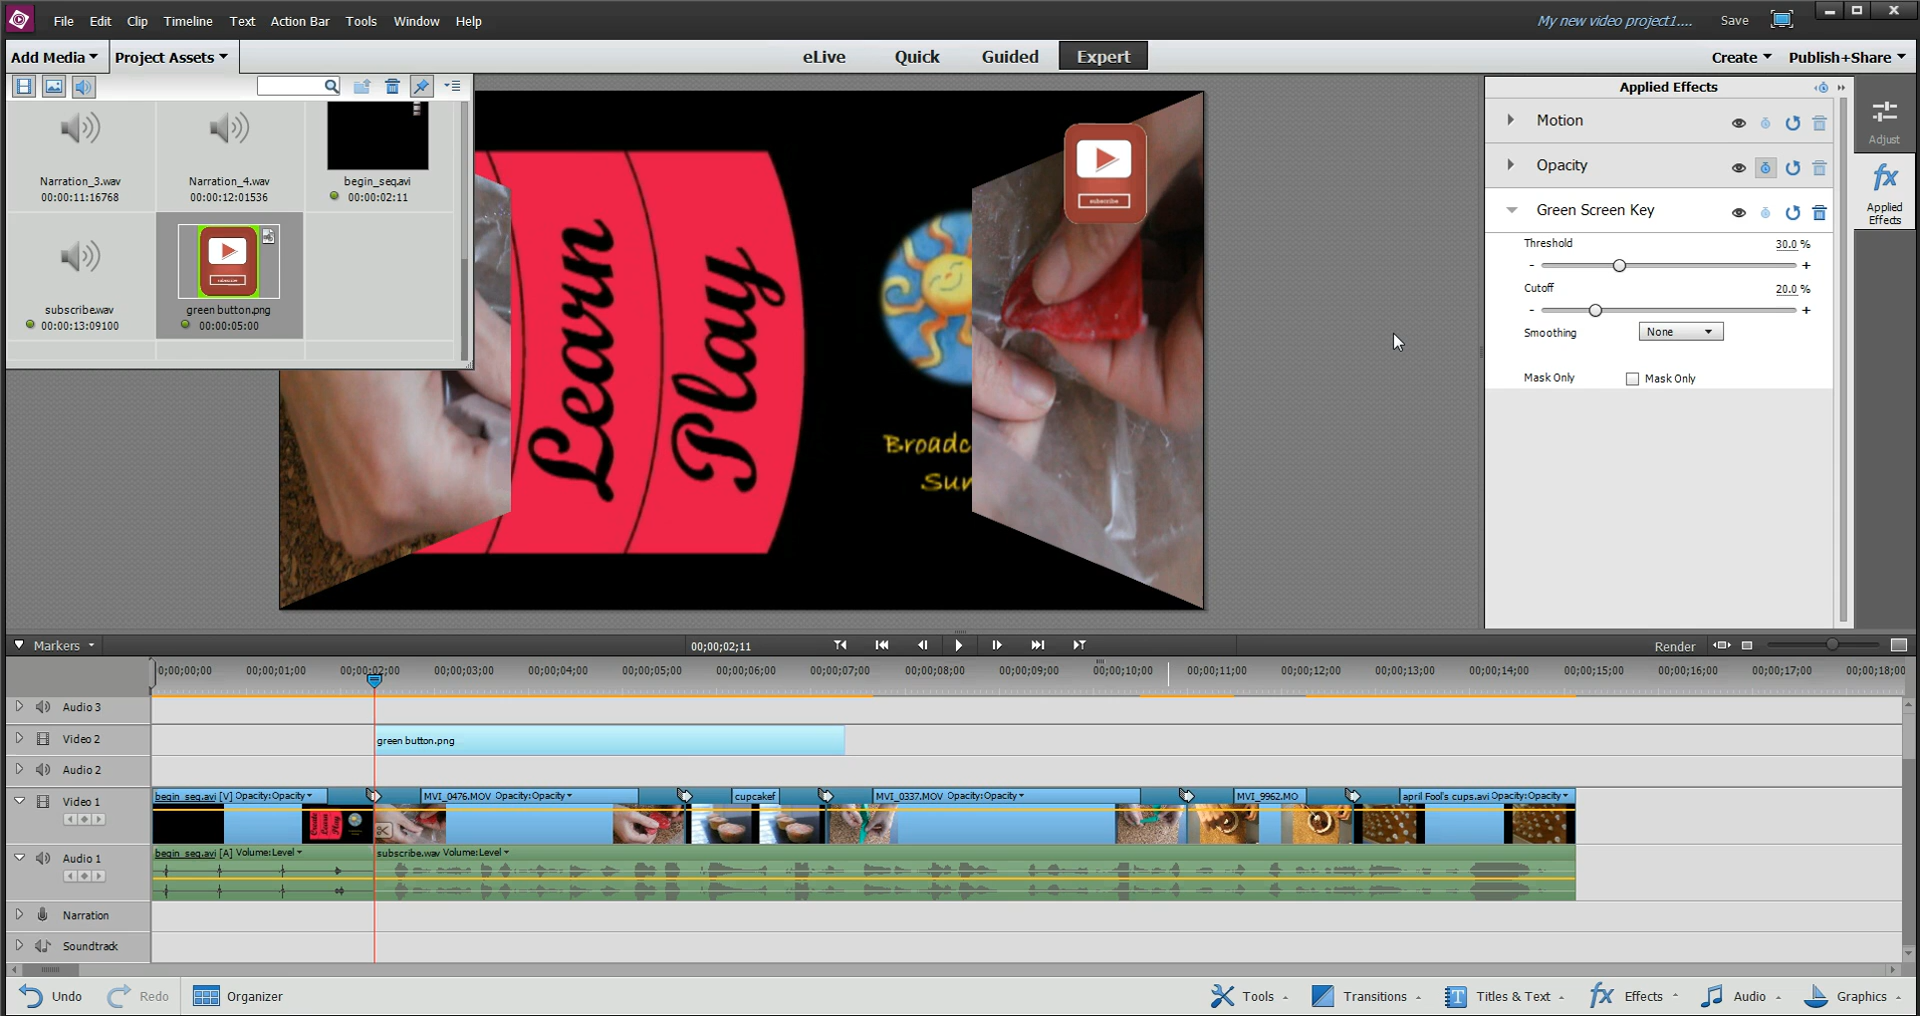 File Edit Clip Timeline Text Action Bar Tools Window Help
My new video project1.... Save
Add Media Project Assets
eLive Quick Guided Expert
Create Publish+Share
Applied Effects
Motion
Opacity
Green Screen Key
Threshold 30.0 %
- +
Cutoff 20.0 %
- +
Smoothing None
Mask Only Mask Only
Adjust
fx
Applied
Effects
Narration_3.wav
00:00:11:16768
Narration_4.wav
00:00:12:01536
begin_seq.avi
00:00:02:11
subscribe.wav
00:00:13:09100
green button.png
00:00:05:00
Learn
Play
Broadc
Sun
subscribe
Markers
00;00;02;11
Render
0;00;00;00 00;00;01;00 00;00;02;00 00;00;03;00 00;00;04;00 00;00;05;00 00;00;06;00 00;00;07;00 00;00;08;00 00;00;09;00 00;00;10;00 00;00;11;00 00;00;12;00 00;00;13;00 00;00;14;00 00;00;15;00 00;00;16;00 00;00;17;00 00;00;18;00
Audio 3
Video 2
green button.png
Audio 2
Video 1
begin_seq.avi [V] Opacity:Opacity MVI_0476.MOV Opacity:Opacity cupcakef MVI_0337.MOV Opacity:Opacity MVI_9962.MO april Fool's cups.avi Opacity:Opacity
Audio 1
begin_seq.avi [A] Volume:Level subscribe.wav Volume:Level
Narration
Soundtrack
Undo Redo Organizer
Tools Transitions T Titles & Text fx Effects Audio Graphics